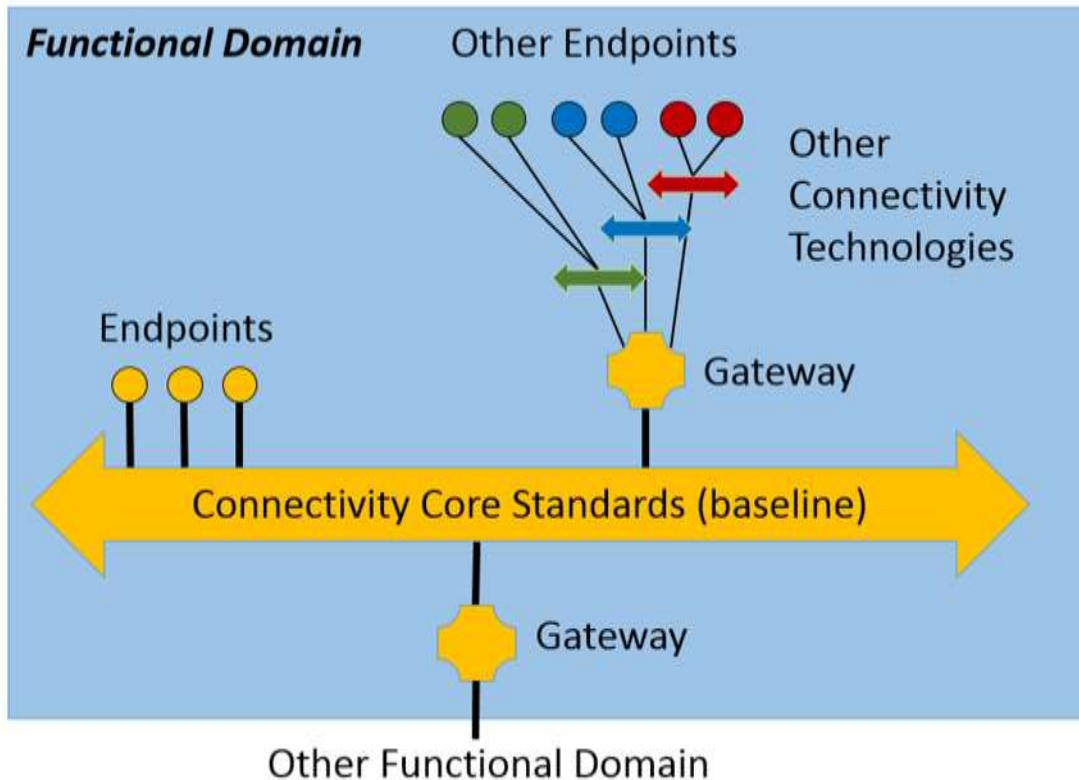 Functional Domain
Other Endpoints
Other
Connectivity
Technologies
Endpoints
Gateway
Connectivity Core Standards (baseline)
Gateway
Other Functional Domain